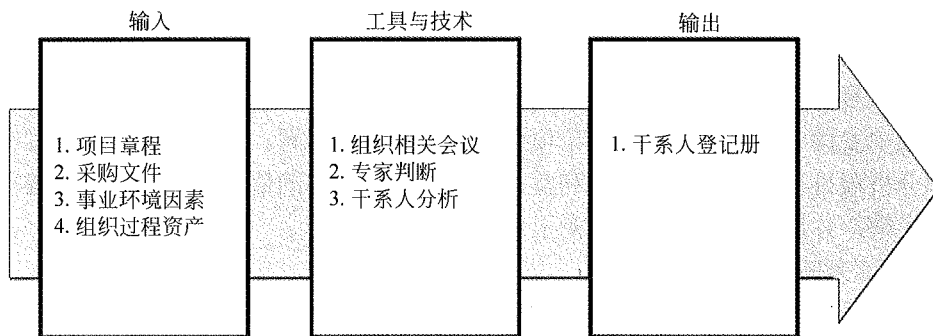 输入
1. 项目章程
2. 采购文件
3. 事业环境因素
4. 组织过程资产
工具与技术
1. 组织相关会议
2. 专家判断
3. 干系人分析
输出
1. 干系人登记册